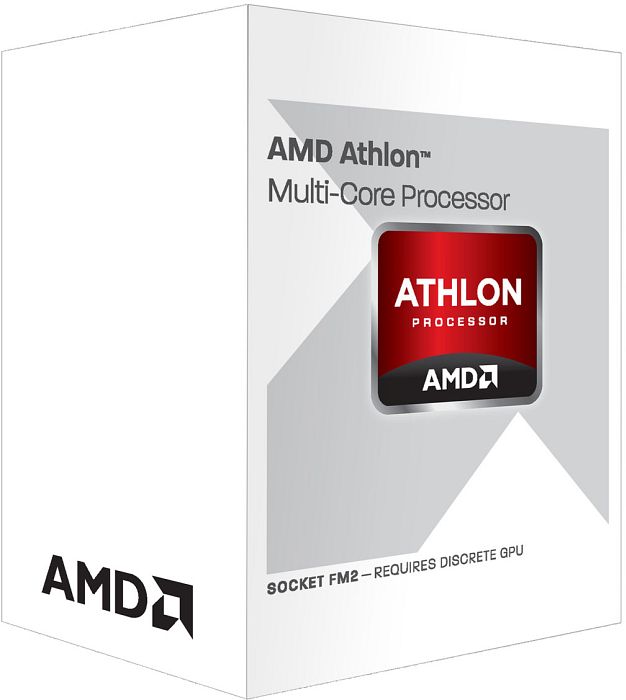 AMD Athlon™
Multi-Core Processor
ATHLON
PROCESSOR
AMD
SOCKET FM2 – REQUIRES DISCRETE GPU
AMD